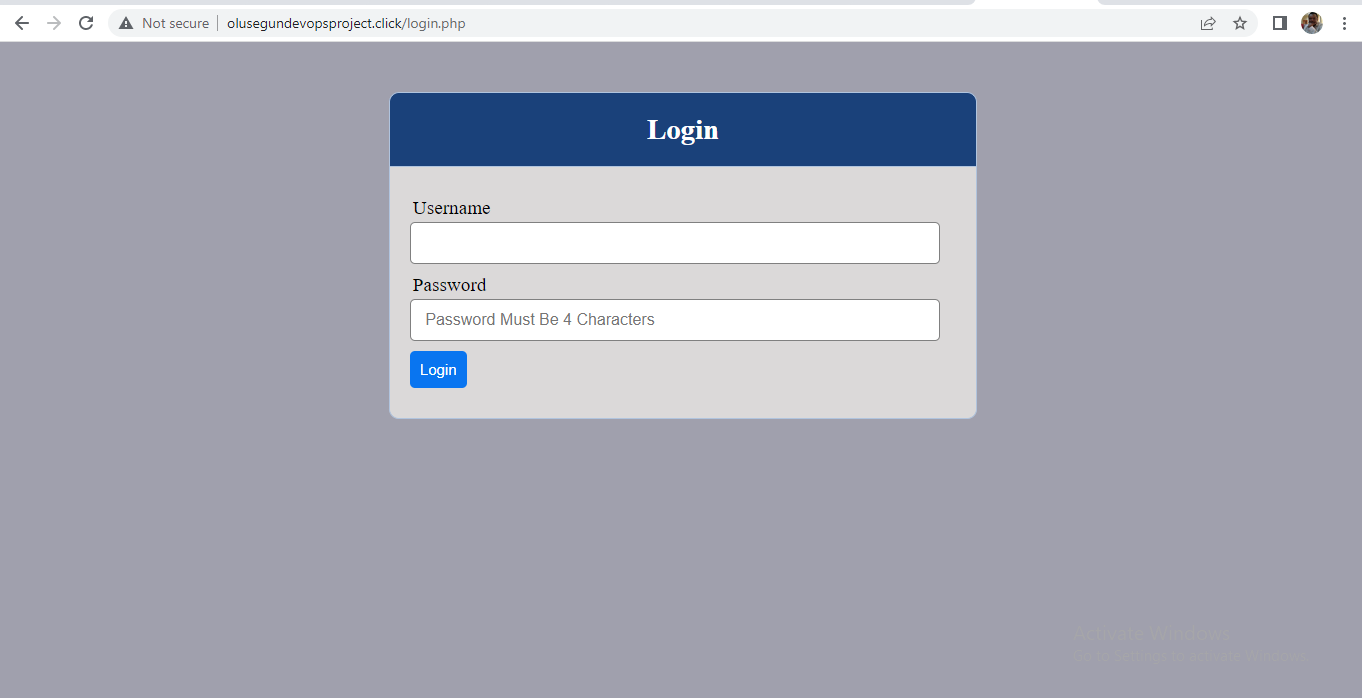 Not secure olusegundevopsproject.click/login.php
Login
Username
Password
Password Must Be 4 Characters
Login
Activate Windows
Go to Settings to activate Windows.